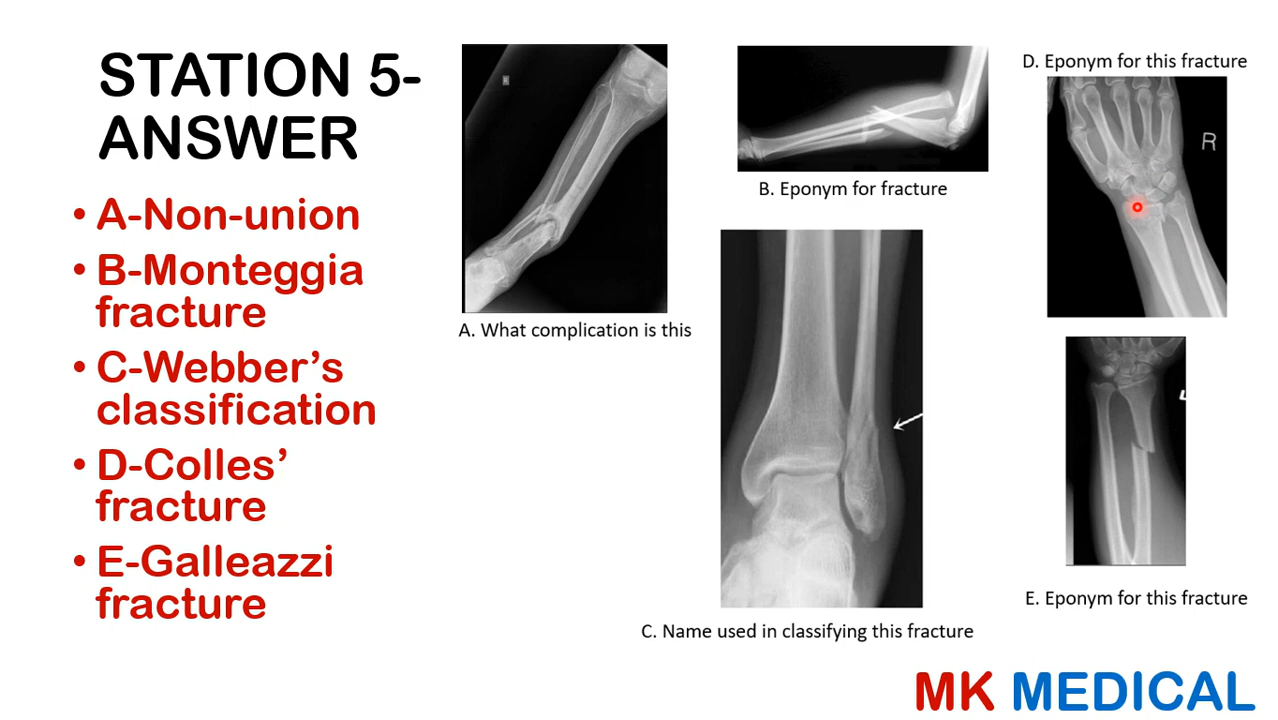 STATION 5-
ANSWER
• A-Non-union
• B-Monteggia
fracture
• C-Webber’s
classification
• D-Colles’
fracture
• E-Galleazzi
fracture
A. What complication is this
B. Eponym for fracture
C. Name used in classifying this fracture
D. Eponym for this fracture
R
E. Eponym for this fracture
MK MEDICAL